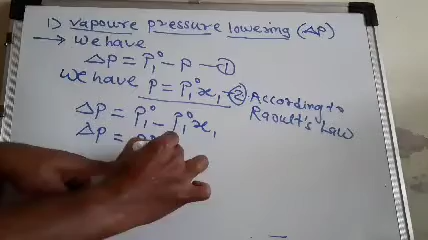 1) vapoure pressure lowering (ΔP)
→ We have
ΔP = P₁° - P — ①
We have P = P₁°x₁ — ② According to Raoult's Law
ΔP = P₁° - P₁°x₁
ΔP =